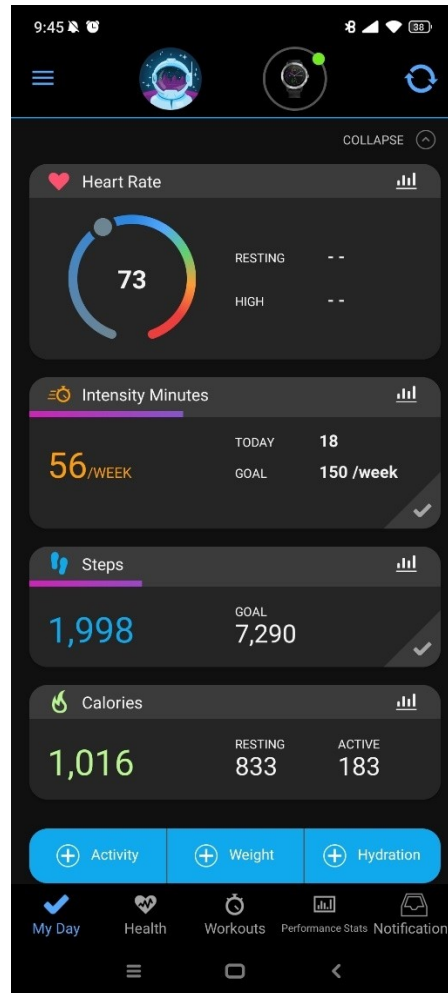 9:45
38
COLLAPSE
Heart Rate
73
RESTING - -
HIGH - -
Intensity Minutes
56/WEEK
TODAY 18
GOAL 150 /week
Steps
1,998
GOAL
7,290
Calories
1,016
RESTING ACTIVE
833 183
Activity Weight Hydration
My Day Health Workouts Performance Stats Notification